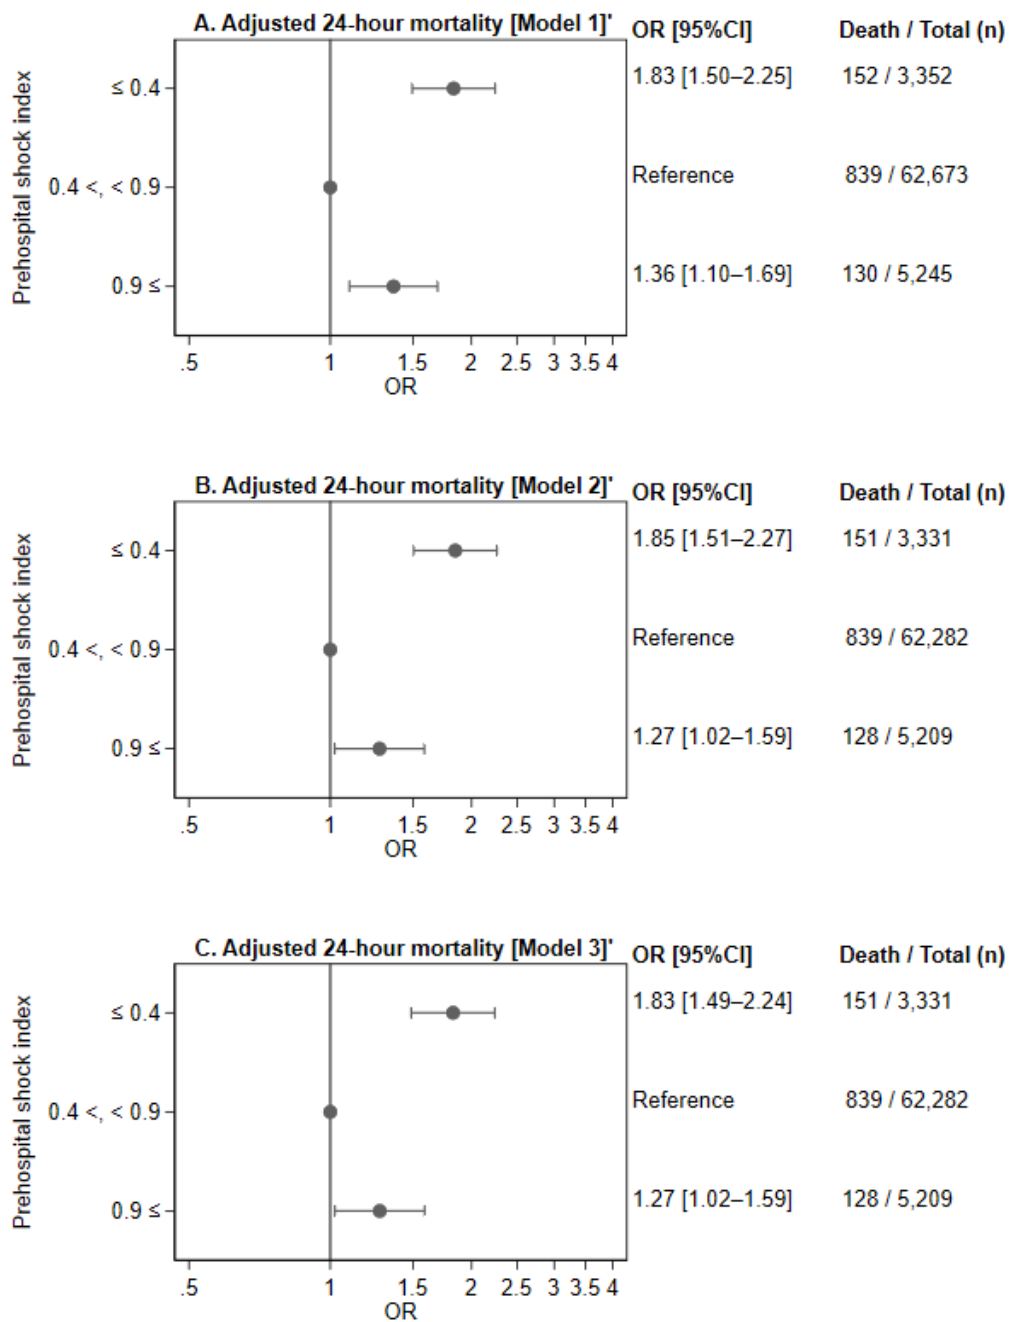 A. Adjusted 24-hour mortality [Model 1]' OR [95%CI] Death / Total (n)
Prehospital shock index
≤ 0.4 1.83 [1.50–2.25] 152 / 3,352
0.4 <, < 0.9 Reference 839 / 62,673
0.9 ≤ 1.36 [1.10–1.69] 130 / 5,245
.5 1 1.5 2 2.5 3 3.5 4
OR
B. Adjusted 24-hour mortality [Model 2]' OR [95%CI] Death / Total (n)
Prehospital shock index
≤ 0.4 1.85 [1.51–2.27] 151 / 3,331
0.4 <, < 0.9 Reference 839 / 62,282
0.9 ≤ 1.27 [1.02–1.59] 128 / 5,209
.5 1 1.5 2 2.5 3 3.5 4
OR
C. Adjusted 24-hour mortality [Model 3]' OR [95%CI] Death / Total (n)
Prehospital shock index
≤ 0.4 1.83 [1.49–2.24] 151 / 3,331
0.4 <, < 0.9 Reference 839 / 62,282
0.9 ≤ 1.27 [1.02–1.59] 128 / 5,209
.5 1 1.5 2 2.5 3 3.5 4
OR